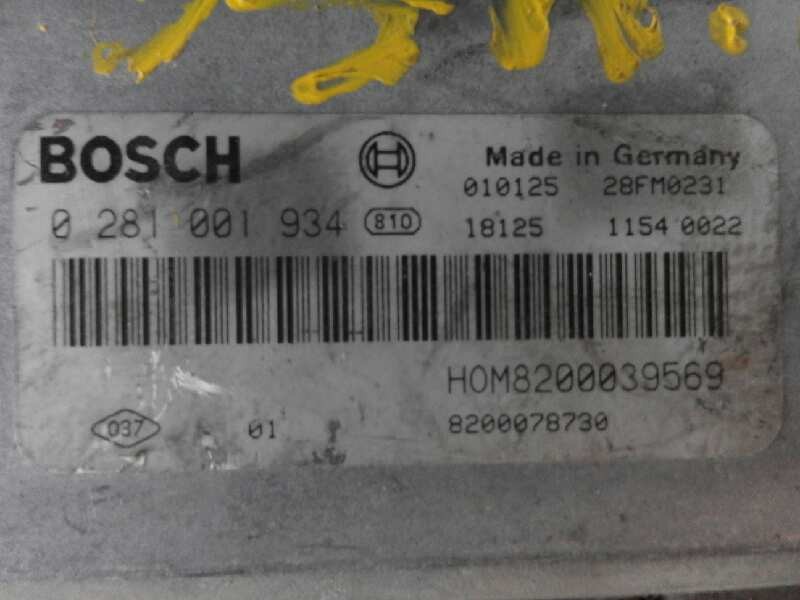 BOSCH
Made in Germany
010125 28FM0231
0 281 001 934 810 18125 1154 0022
HOM8200039569
037 01 8200078730